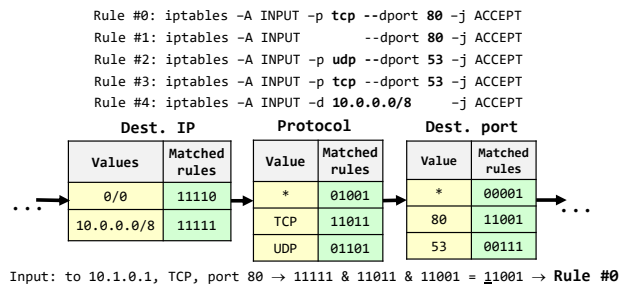 Rule #0: iptables –A INPUT –p tcp --dport 80 –j ACCEPT
Rule #1: iptables –A INPUT --dport 80 –j ACCEPT
Rule #2: iptables –A INPUT –p udp --dport 53 –j ACCEPT
Rule #3: iptables –A INPUT –p tcp --dport 53 –j ACCEPT
Rule #4: iptables –A INPUT –d 10.0.0.0/8 –j ACCEPT
Dest. IP
Values Matched rules
0/0 11110
10.0.0.0/8 11111
Protocol
Value Matched rules
* 01001
TCP 11011
UDP 01101
Dest. port
Value Matched rules
* 00001
80 11001
53 00111
... ...
Input: to 10.1.0.1, TCP, port 80 → 11111 & 11011 & 11001 = 11001 → Rule #0